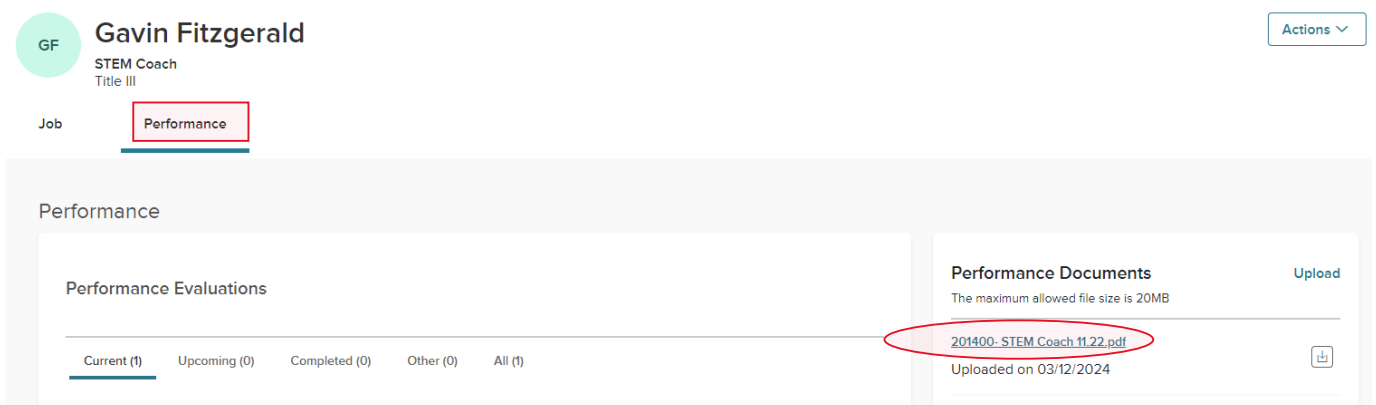 GF
Gavin Fitzgerald
STEM Coach
Title III
Actions
Job
Performance
Performance
Performance Evaluations
Current (1)
Upcoming (0)
Completed (0)
Other (0)
All (1)
Performance Documents
Upload
The maximum allowed file size is 20MB
201400- STEM Coach 11.22.pdf
Uploaded on 03/12/2024